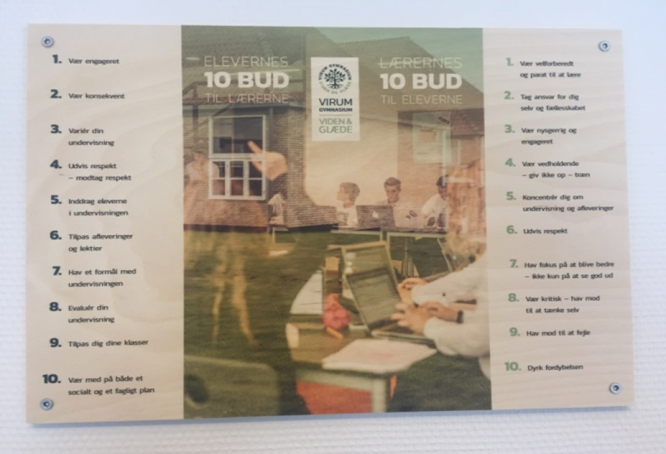 1. Vær engageret
2. Vær konsekvent
3. Variér din
undervisning
4. Udvis respekt
– modtag respekt
5. Inddrag eleverne
i undervisningen
6. Tilpas afleveringer
og lektier
7. Hav et formål med
undervisningen
8. Evaluér din
undervisning
9. Tilpas dig dine klasser
10. Vær med på både et
socialt og et fagligt plan
ELEVERNES
10 BUD
TIL LÆRERNE
VIRUM GYMNASIUM
VIRUM
GYMNASIUM
VIDEN &
GLÆDE
LÆRERNES
10 BUD
TIL ELEVERNE
1. Vær velforberedt
og parat til at lære
2. Tag ansvar for dig
selv og fællesskabet
3. Vær nysgerrig og
engageret
4. Vær vedholdende
– giv ikke op – træn
5. Koncentrér dig om
undervisning og afleveringer
6. Udvis respekt
7. Hav fokus på at blive bedre
– ikke kun på at se god ud
8. Vær kritisk – hav mod
til at tænke selv
9. Hav mod til at fejle
10. Dyrk fordybelsen